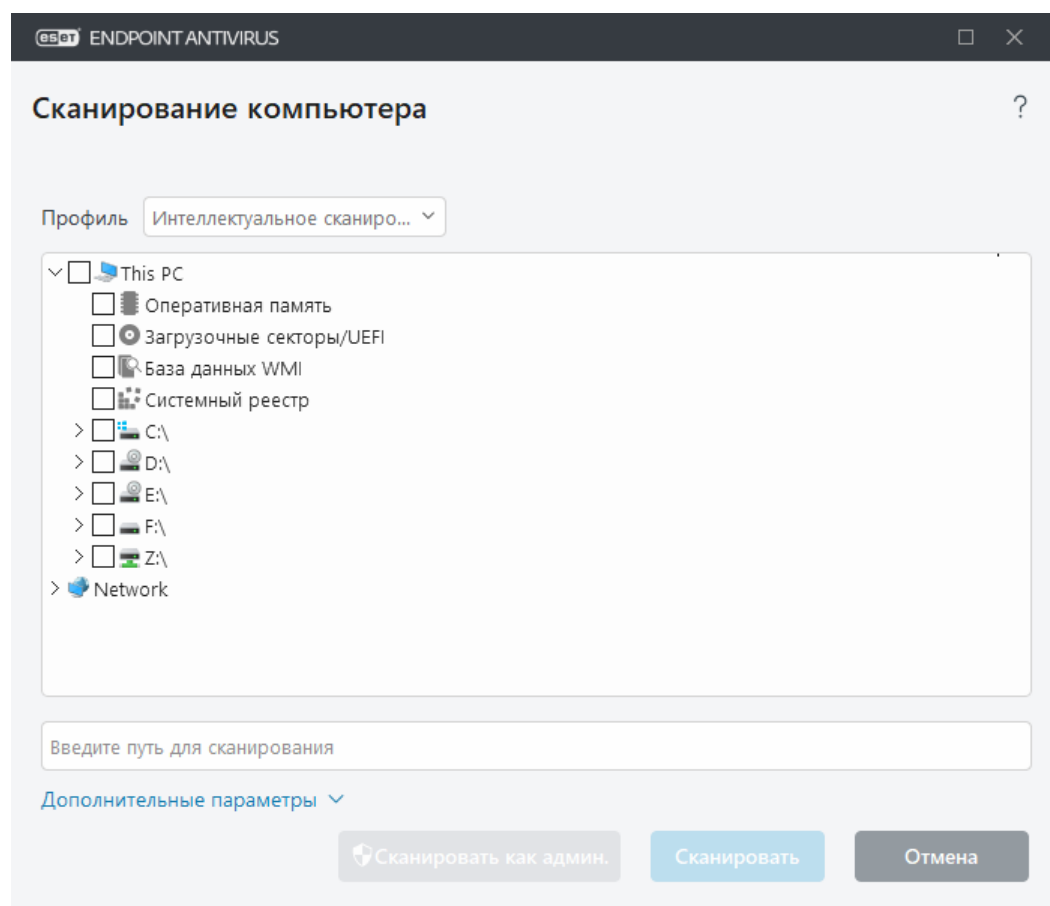 eset ENDPOINT ANTIVIRUS
Сканирование компьютера
?
Профиль Интеллектуальное сканиро...
This PC
Оперативная память
Загрузочные секторы/UEFI
База данных WMI
Системный реестр
C:\
D:\
E:\
F:\
Z:\
Network
Введите путь для сканирования
Дополнительные параметры
Сканировать как админ. Сканировать Отмена